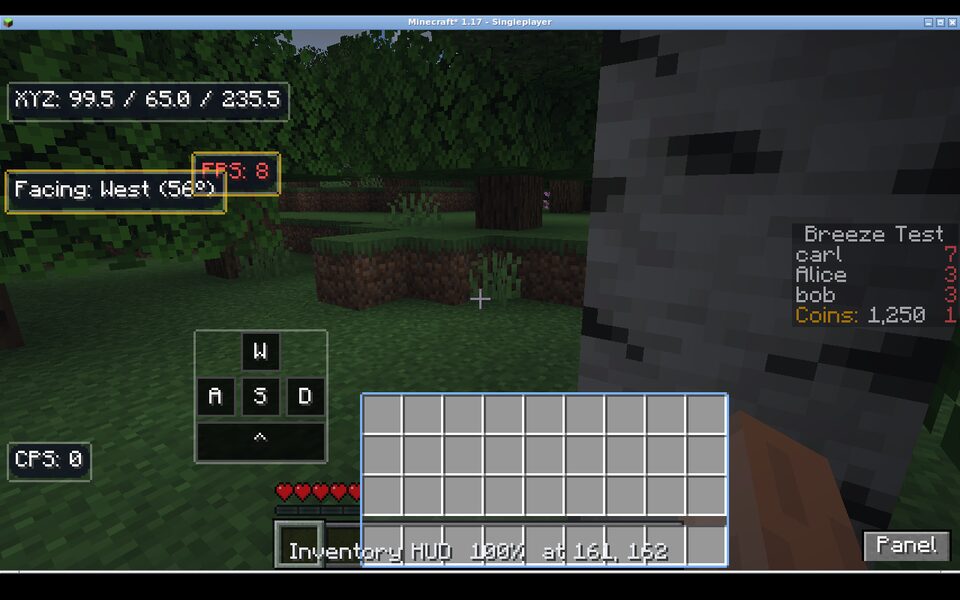 Minecraft* 1.17 - Singleplayer
XYZ: 99.5 / 65.0 / 235.5
FPS: 8
Facing: West (56º)
Breeze Test
carl 7
Alice 3
bob 3
Coins: 1,250 1
W
A S D
^
CPS: 0
Inventory HUD 100% at 161, 162
Panel